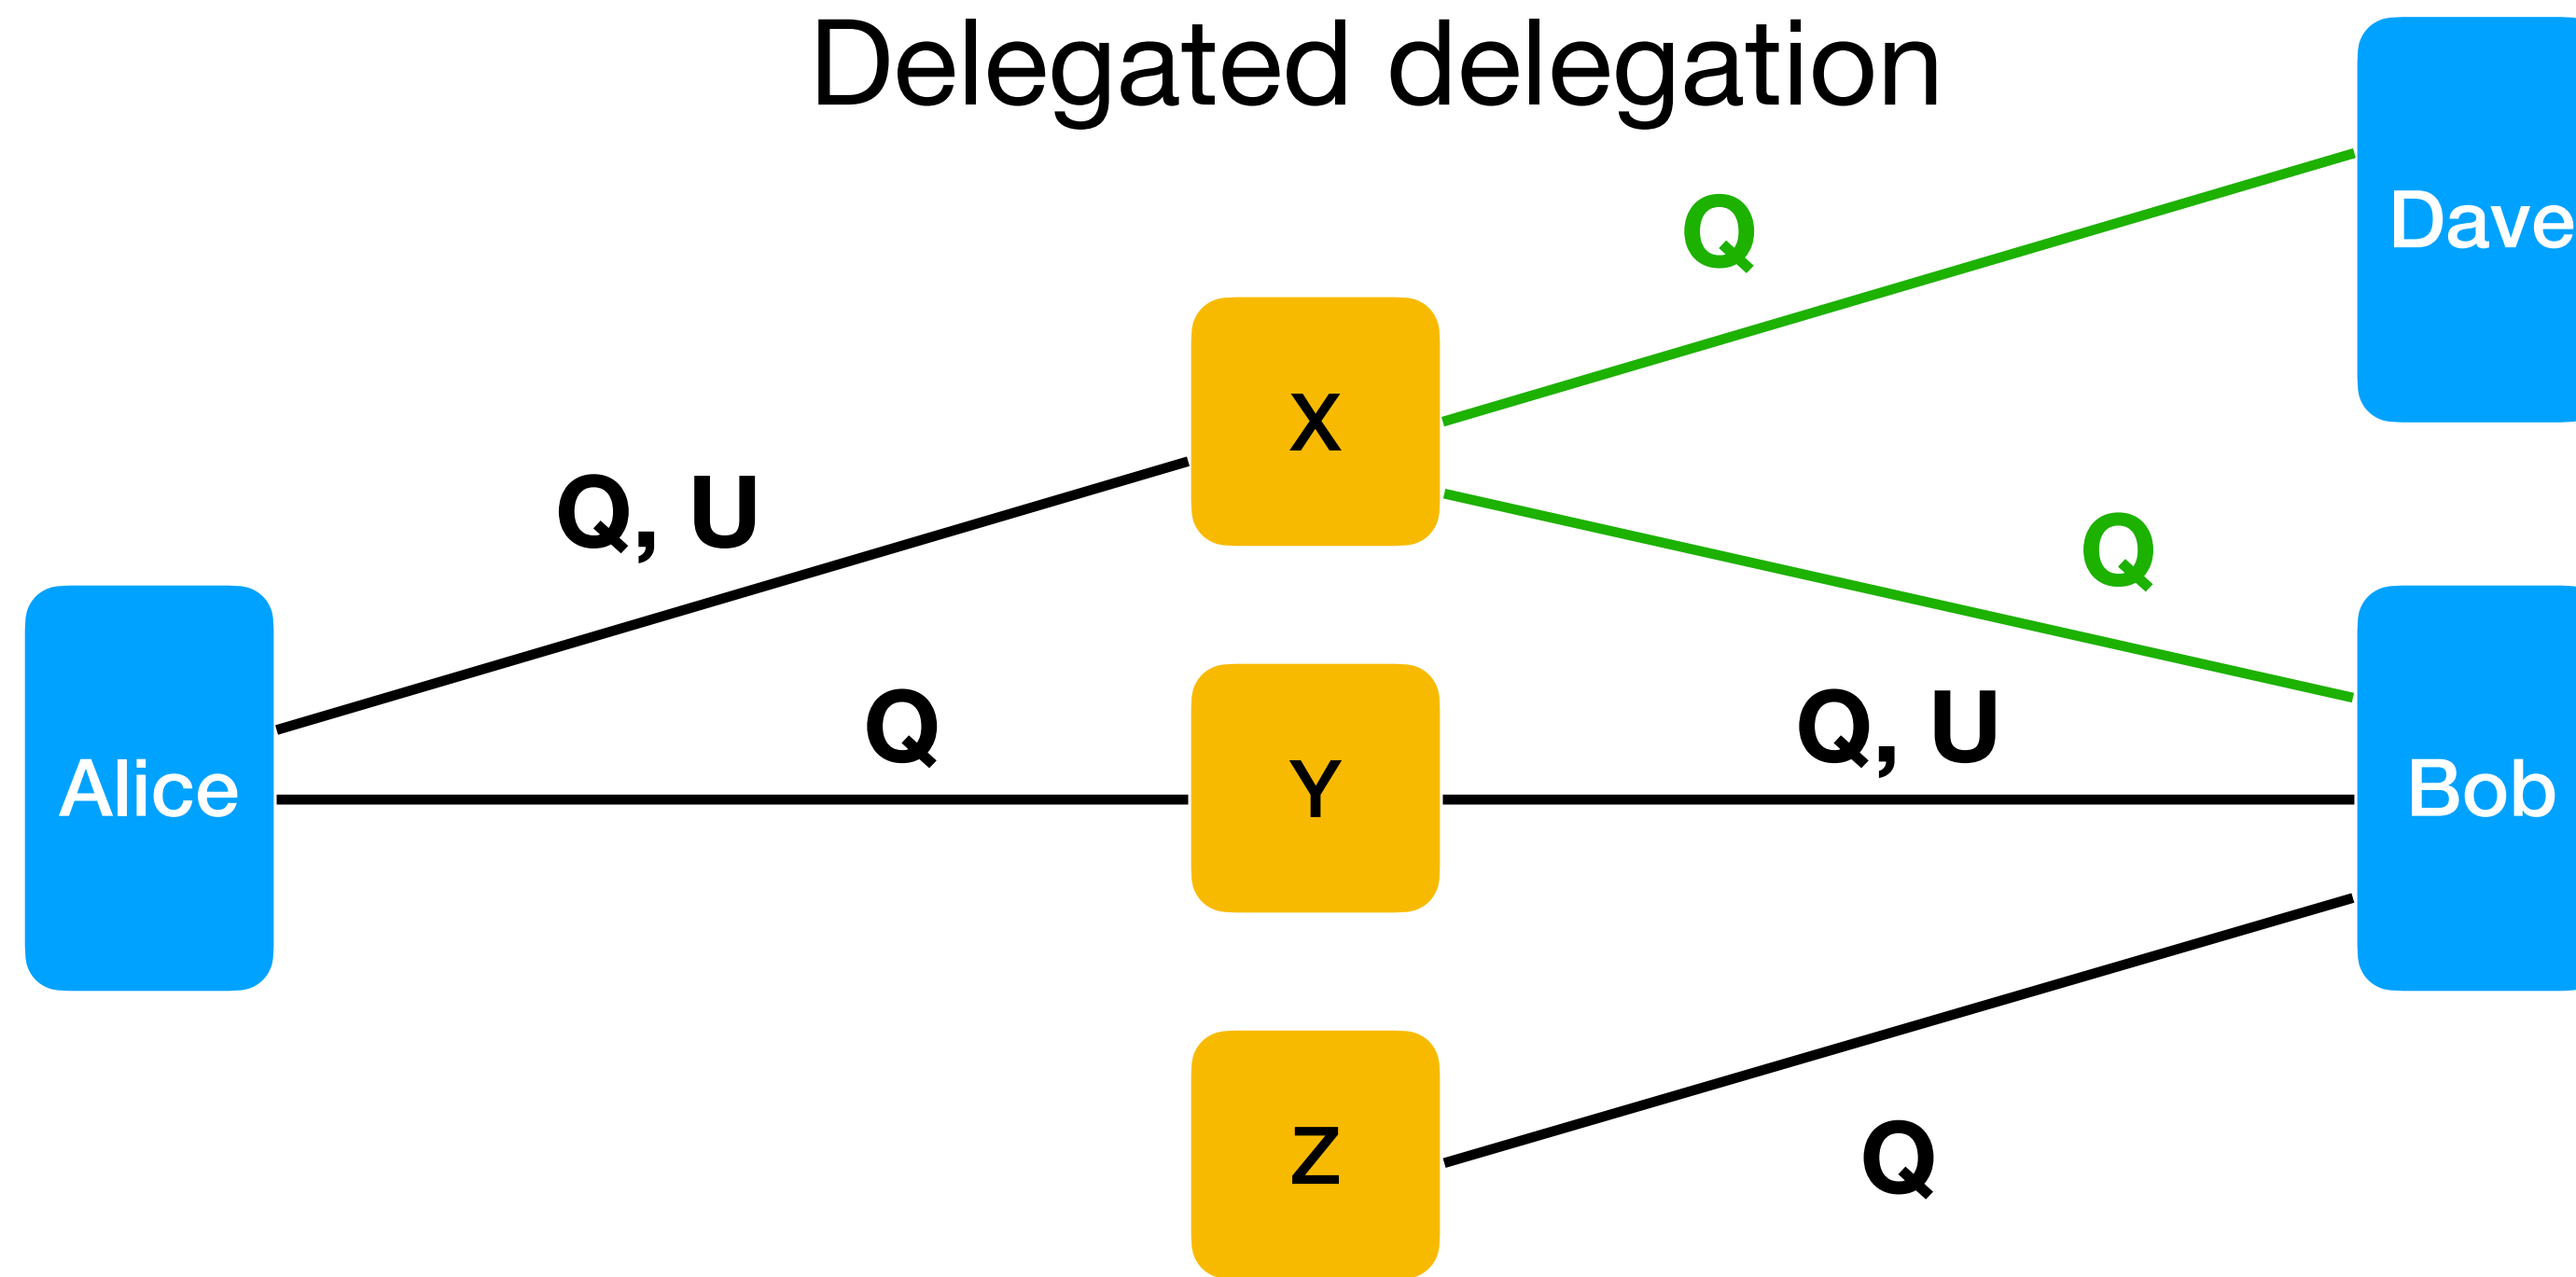 Delegated delegation
Dave
Q
X
Q, U
Q
Alice
Q
Y
Q, U
Bob
Z
Q